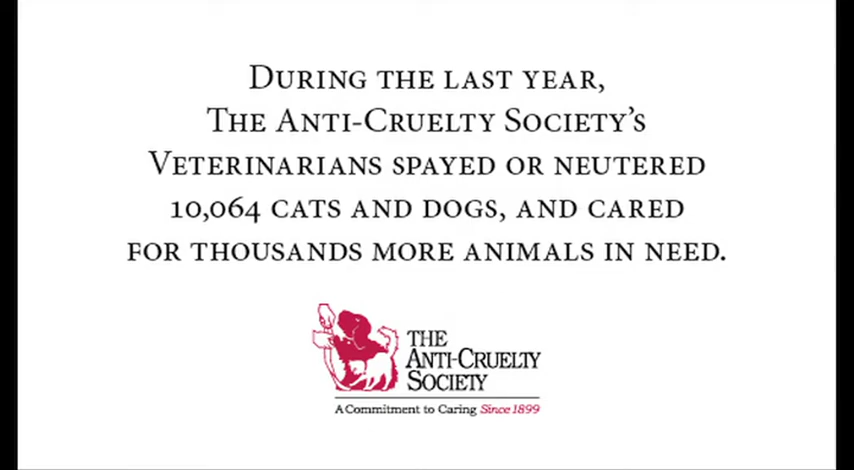 During the last year,
The Anti-Cruelty Society's
Veterinarians spayed or neutered
10,064 cats and dogs, and cared
for thousands more animals in need.
THE
ANTI-CRUELTY
SOCIETY
A Commitment to Caring Since 1899